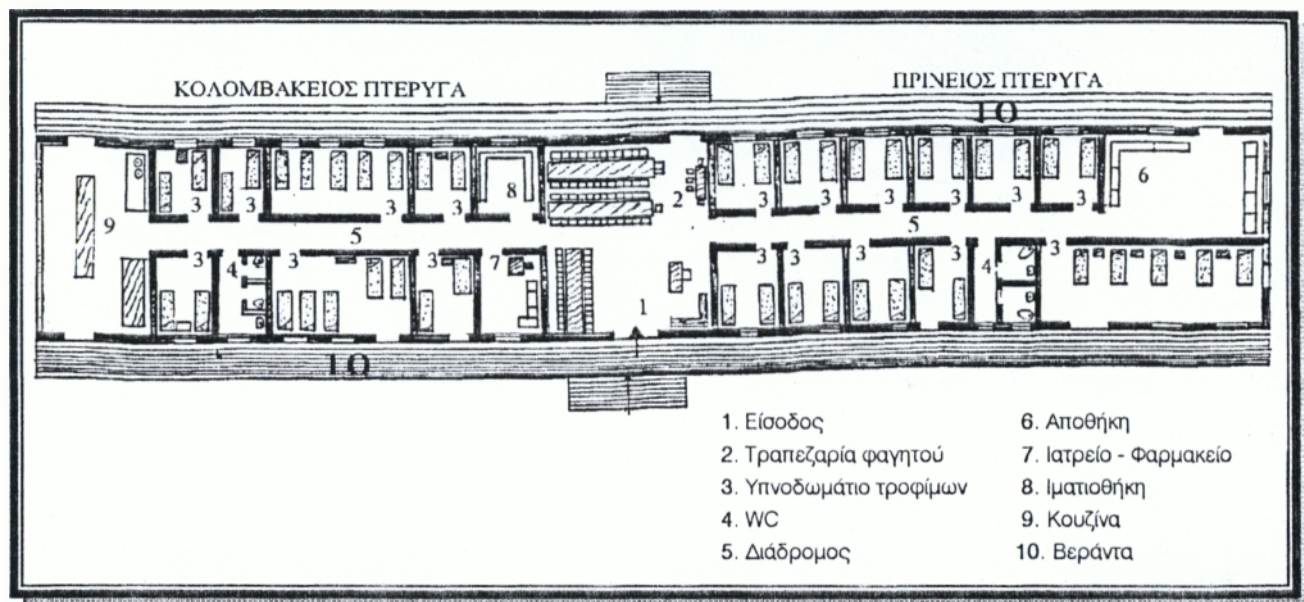 ΚΟΛΟΜΒΑΚΕΙΟΣ ΠΤΕΡΥΓΑ
ΠΡΙΝΕΙΟΣ ΠΤΕΡΥΓΑ
10
3 3 3 3 8 2 3 3 3 3 3 3 6
9 5 5
3 4 3 3 7 3 3 3 4 3
1
10
1. Είσοδος
2. Τραπεζαρία φαγητού
3. Υπνοδωμάτιο τροφίμων
4. WC
5. Διάδρομος
6. Αποθήκη
7. Ιατρείο - Φαρμακείο
8. Ιματιοθήκη
9. Κουζίνα
10. Βεράντα